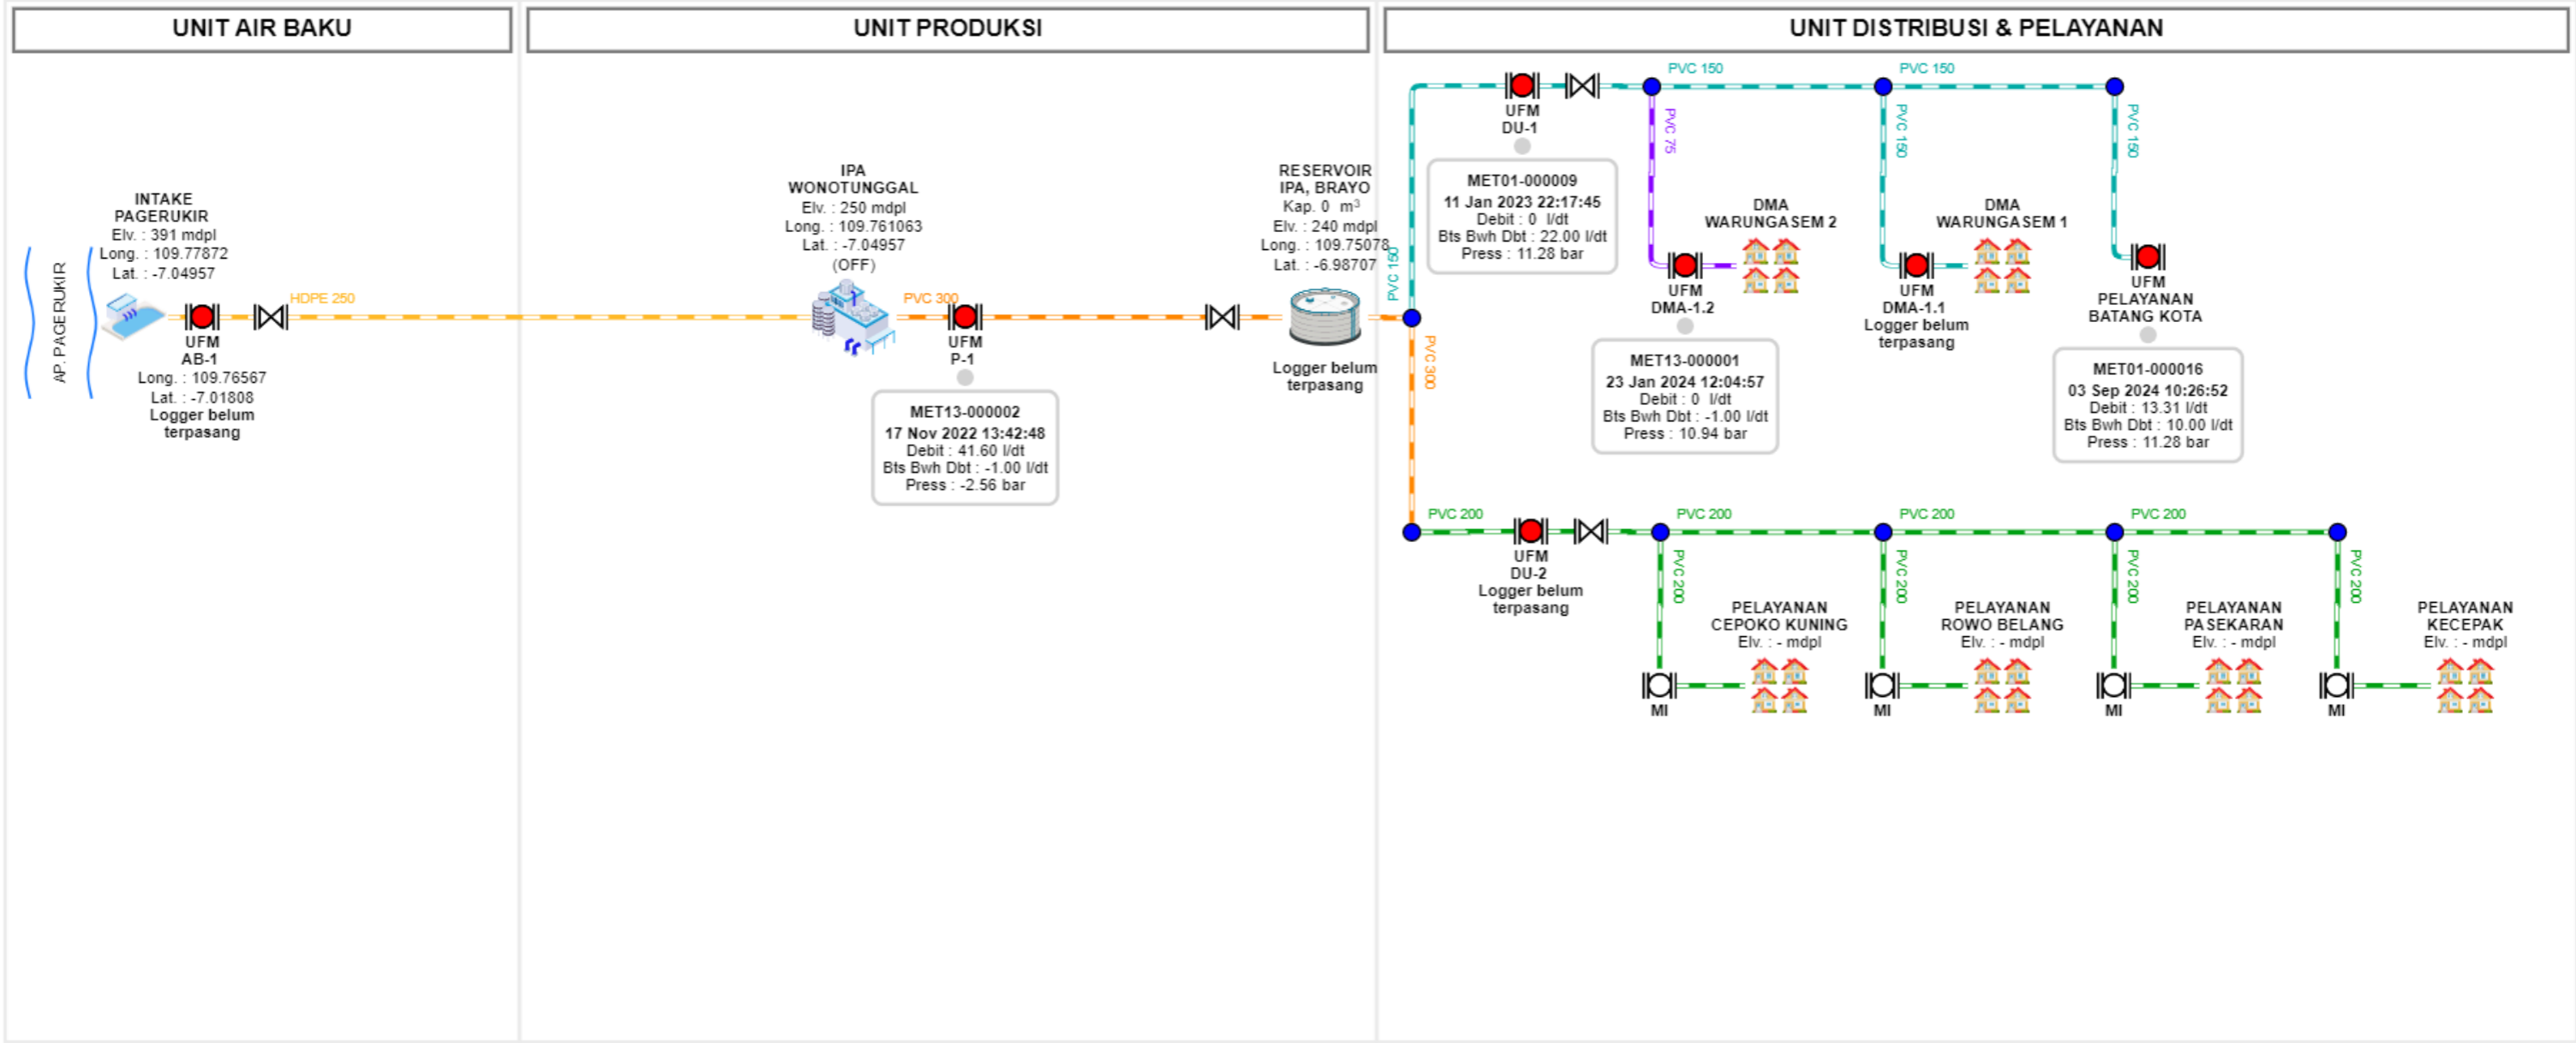 UNIT AIR BAKU
UNIT PRODUKSI
UNIT DISTRIBUSI & PELAYANAN
AP. PAGERUKIR
INTAKE
PAGERUKIR
Elv. : 391 mdpl
Long. : 109.77872
Lat. : -7.04957
UFM
AB-1
Long. : 109.76567
Lat. : -7.01808
Logger belum
terpasang
HDPE 250
IPA
WONOTUNGGAL
Elv. : 250 mdpl
Long. : 109.761063
Lat. : -7.04957
(OFF)
PVC 300
UFM
P-1
MET13-000002
17 Nov 2022 13:42:48
Debit : 41.60 l/dt
Bts Bwh Dbt : -1.00 l/dt
Press : -2.56 bar
RESERVOIR
IPA, BRAYO
Kap. 0 m³
Elv. : 240 mdpl
Long. : 109.75078
Lat. : -6.98707
Logger belum
terpasang
PVC 150
PVC 300
UFM
DU-1
MET01-000009
11 Jan 2023 22:17:45
Debit : 0 l/dt
Bts Bwh Dbt : 22.00 l/dt
Press : 11.28 bar
PVC 150
PVC 150
PVC 75
PVC 150
PVC 150
DMA
WARUNGASEM 2
UFM
DMA-1.2
MET13-000001
23 Jan 2024 12:04:57
Debit : 0 l/dt
Bts Bwh Dbt : -1.00 l/dt
Press : 10.94 bar
DMA
WARUNGASEM 1
UFM
DMA-1.1
Logger belum
terpasang
UFM
PELAYANAN
BATANG KOTA
MET01-000016
03 Sep 2024 10:26:52
Debit : 13.31 l/dt
Bts Bwh Dbt : 10.00 l/dt
Press : 11.28 bar
PVC 200
UFM
DU-2
Logger belum
terpasang
PVC 200
PVC 200
PVC 200
PVC 200
PVC 200
PVC 200
PVC 200
PELAYANAN
CEPOKO KUNING
Elv. : - mdpl
MI
PELAYANAN
ROWO BELANG
Elv. : - mdpl
MI
PELAYANAN
PASEKARAN
Elv. : - mdpl
MI
PELAYANAN
KECEPAK
Elv. : - mdpl
MI